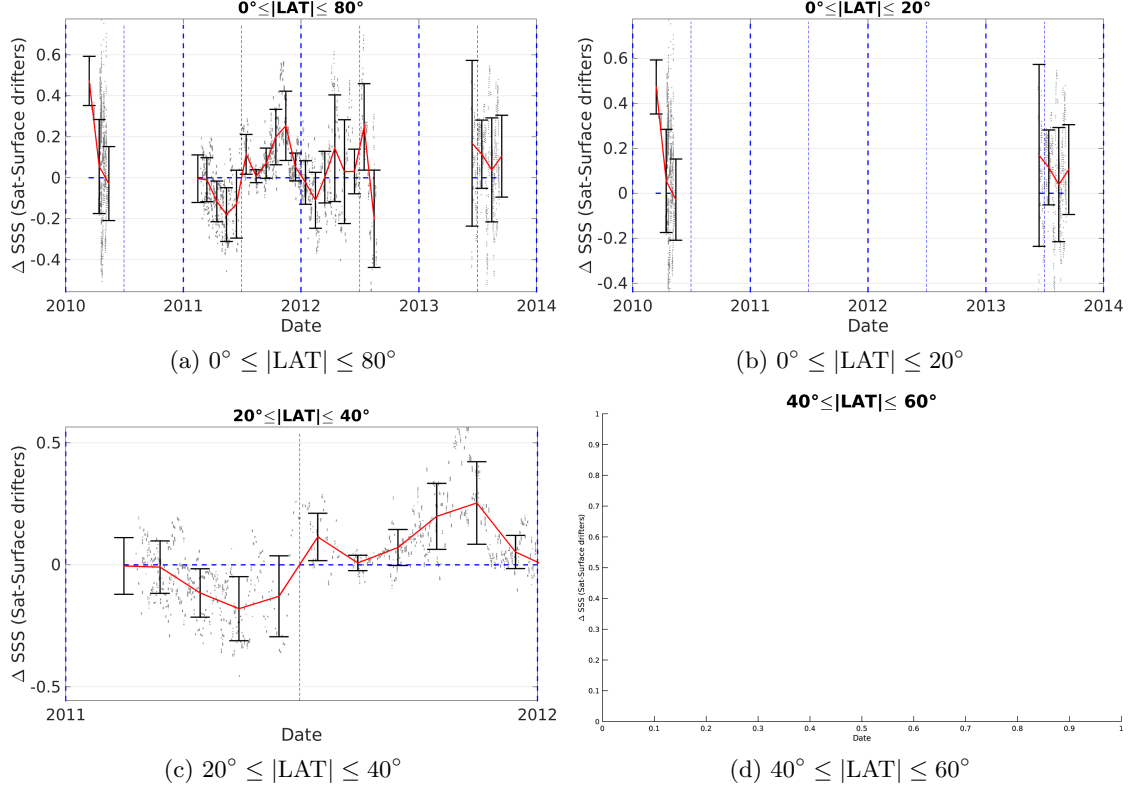 0°≤|LAT|≤ 80°
0.6
0.4
0.2
0
-0.2
-0.4
Δ SSS (Sat-Surface drifters)
2010 2011 2012 2013 2014
Date
(a) 0° ≤ |LAT| ≤ 80°
0°≤|LAT|≤ 20°
0.6
0.4
0.2
0
-0.2
-0.4
Δ SSS (Sat-Surface drifters)
2010 2011 2012 2013 2014
Date
(b) 0° ≤ |LAT| ≤ 20°
20°≤|LAT|≤ 40°
0.5
0
-0.5
Δ SSS (Sat-Surface drifters)
2011 2012
Date
(c) 20° ≤ |LAT| ≤ 40°
40°≤|LAT|≤ 60°
1
0.9
0.8
0.7
0.6
0.5
0.4
0.3
0.2
0.1
0
Δ SSS (Sat-Surface drifters)
0 0.1 0.2 0.3 0.4 0.5 0.6 0.7 0.8 0.9 1
Date
(d) 40° ≤ |LAT| ≤ 60°